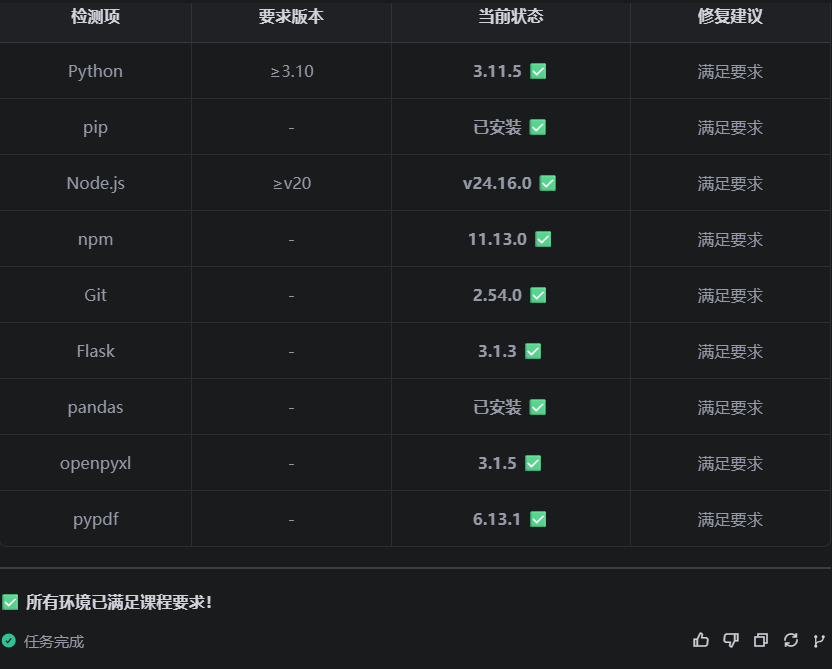 检测项 要求版本 当前状态 修复建议
Python ≥3.10 3.11.5 ✅ 满足要求
pip - 已安装 ✅ 满足要求
Node.js ≥v20 v24.16.0 ✅ 满足要求
npm - 11.13.0 ✅ 满足要求
Git - 2.54.0 ✅ 满足要求
Flask - 3.1.3 ✅ 满足要求
pandas - 已安装 ✅ 满足要求
openpyxl - 3.1.5 ✅ 满足要求
pypdf - 6.13.1 ✅ 满足要求
✅ 所有环境已满足课程要求!
任务完成